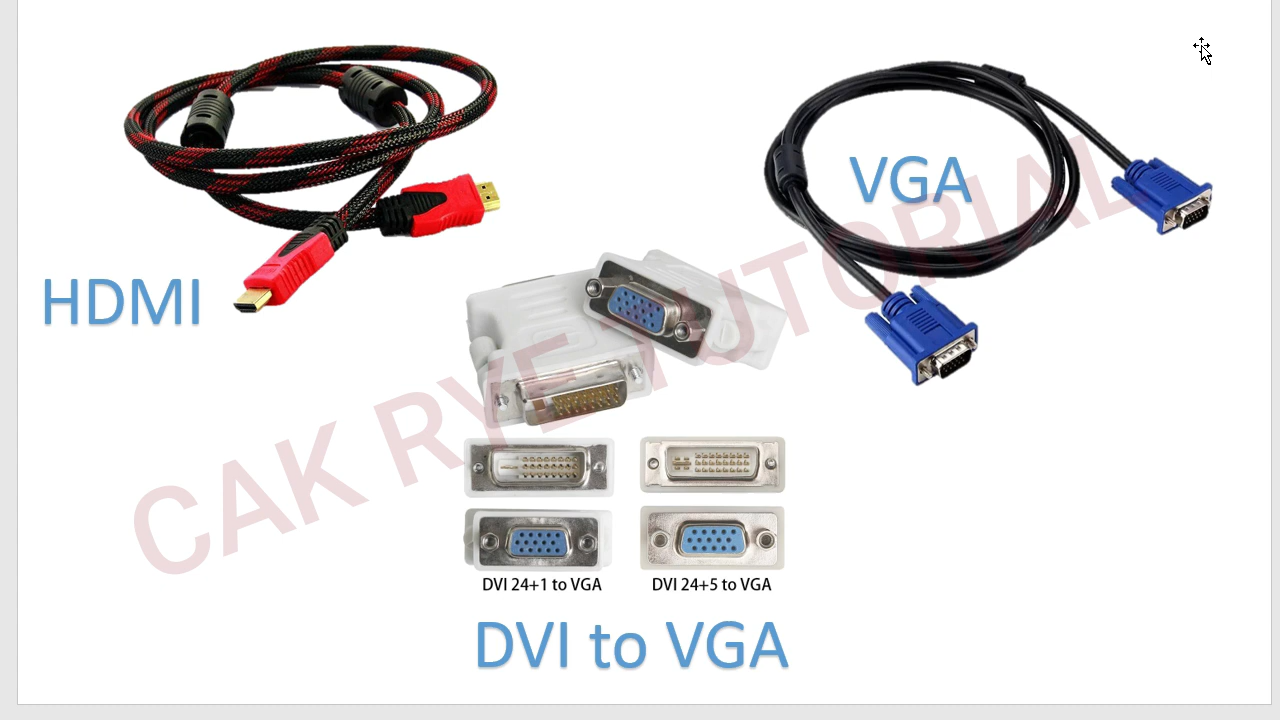 VGA
HDMI
CAK RYE TUTORIAL
DVI 24+1 to VGA
DVI 24+5 to VGA
DVI to VGA